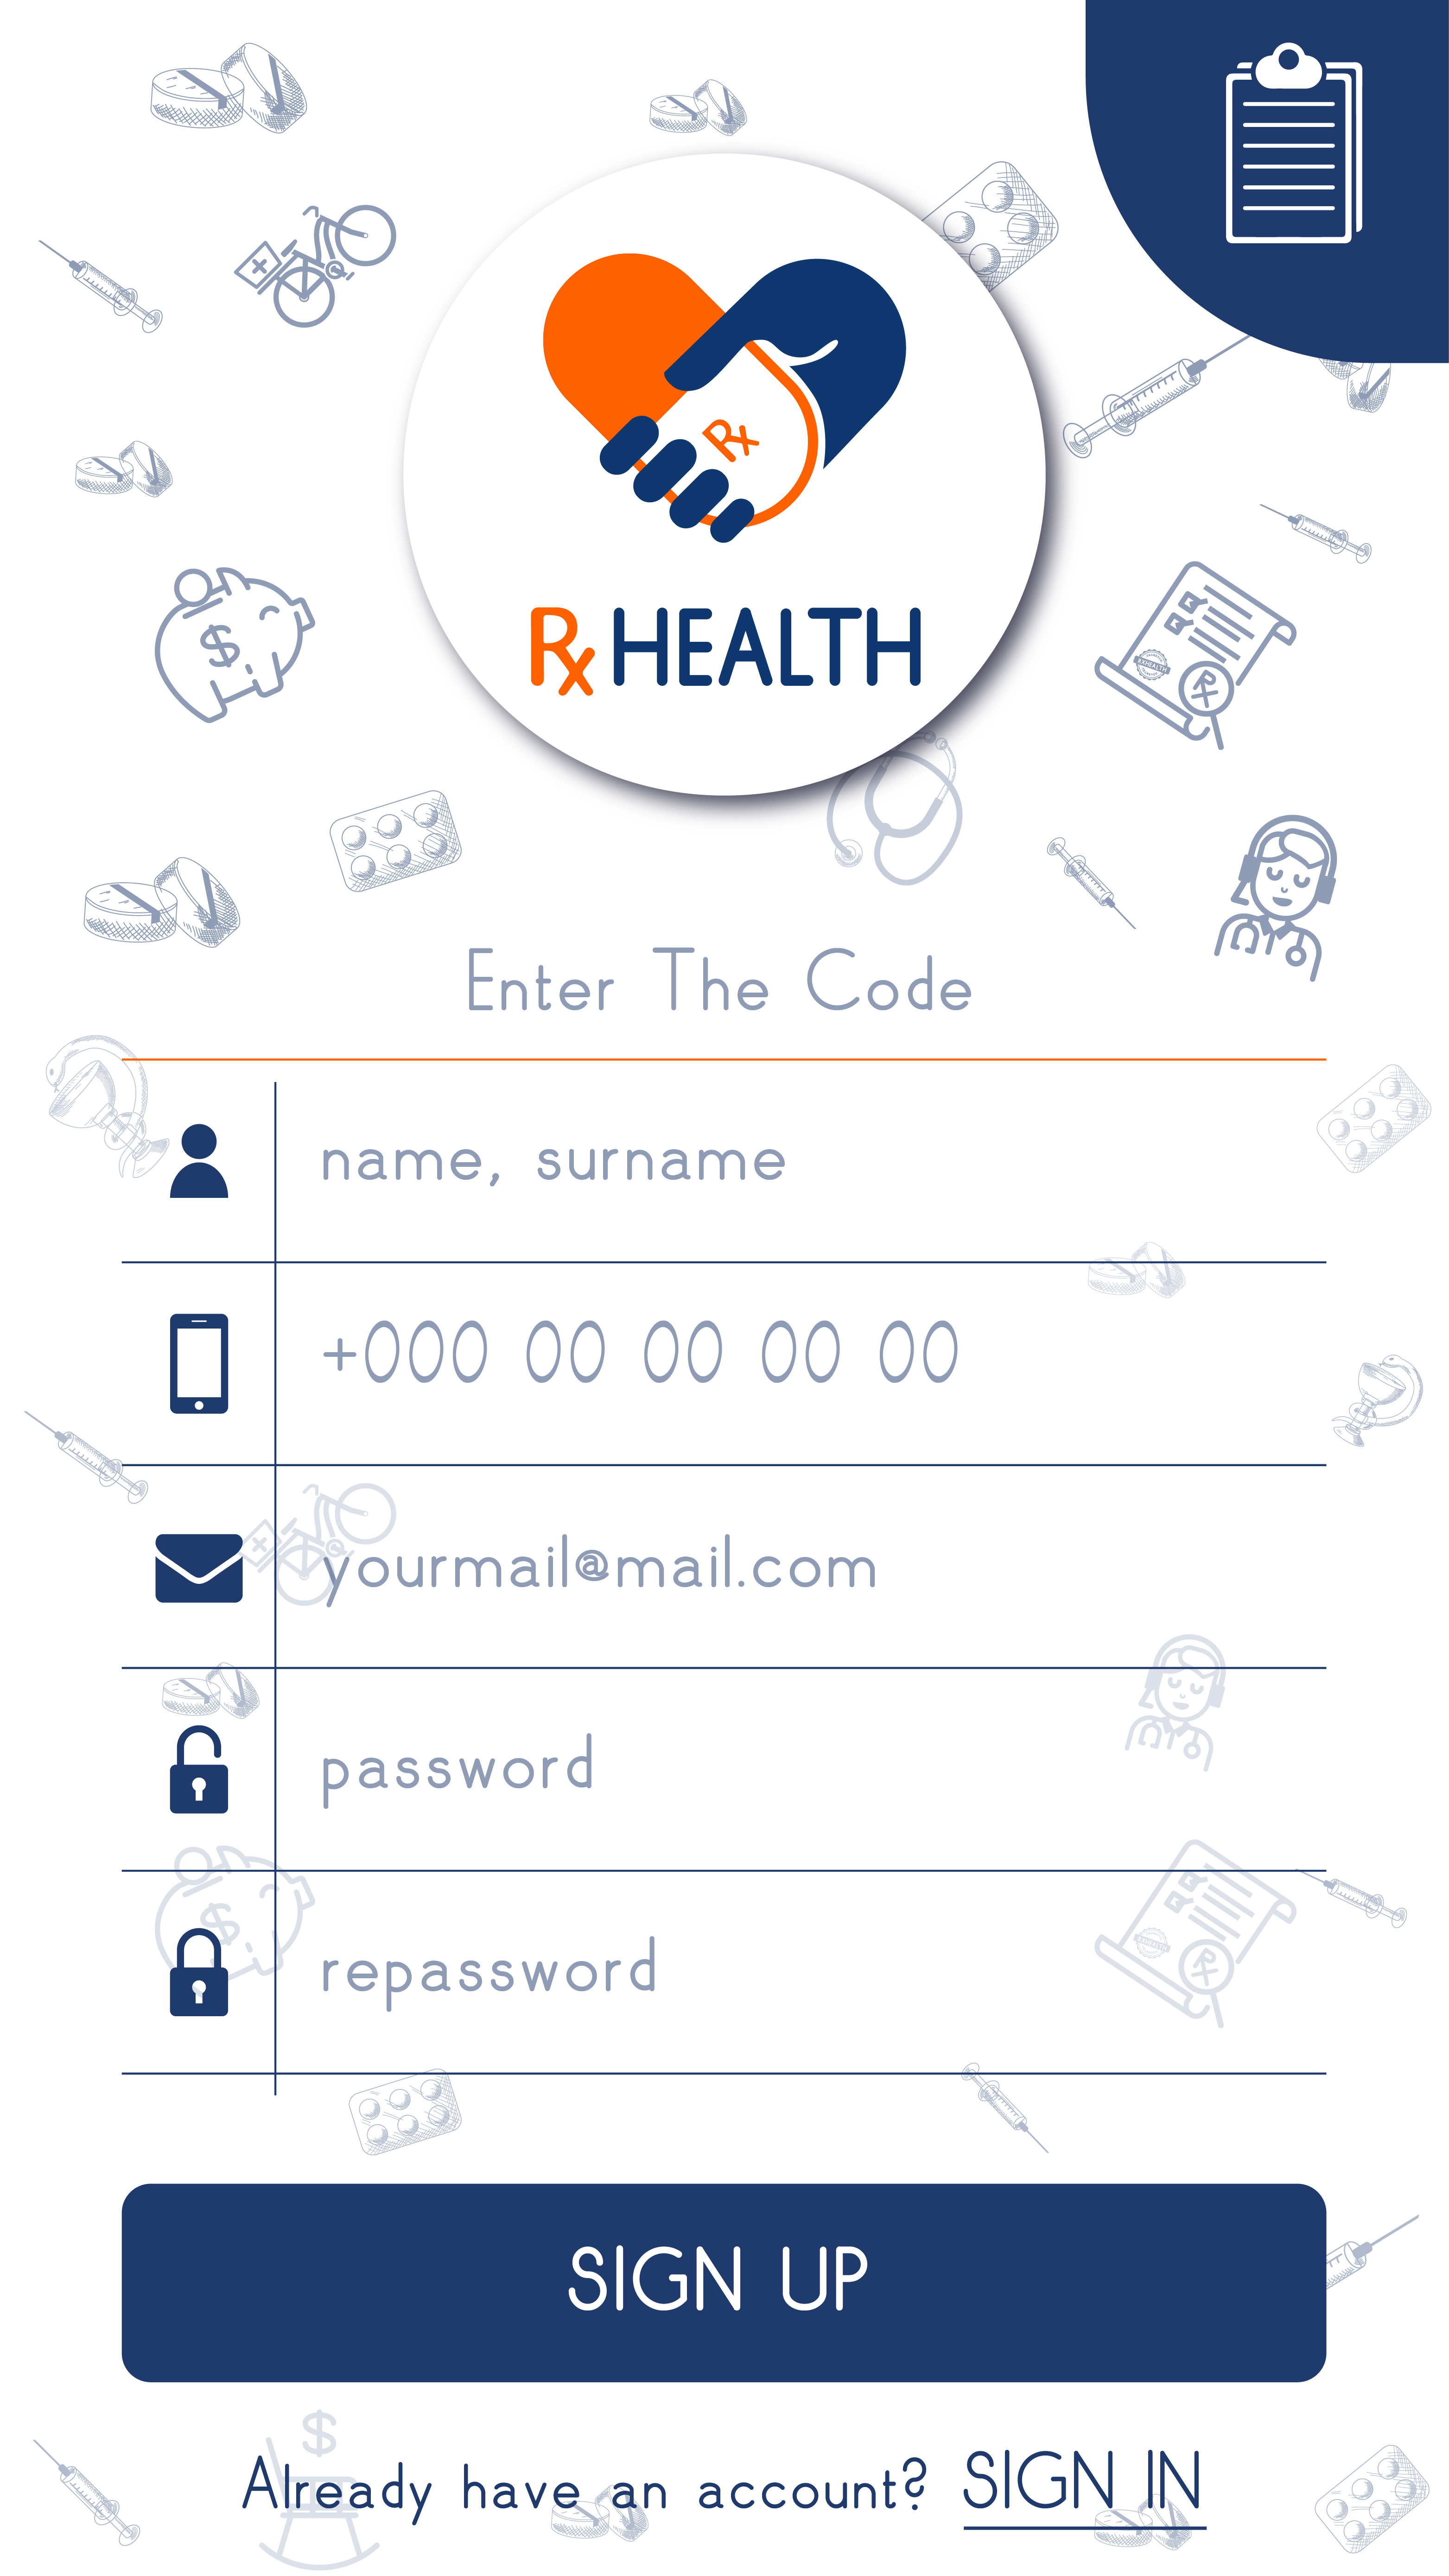 Rx
Rx HEALTH
$
Enter The Code
name, surname
+000 00 00 00 00
yourmail@mail.com
password
$
repassword
SIGN UP
$
Already have an account? SIGN IN